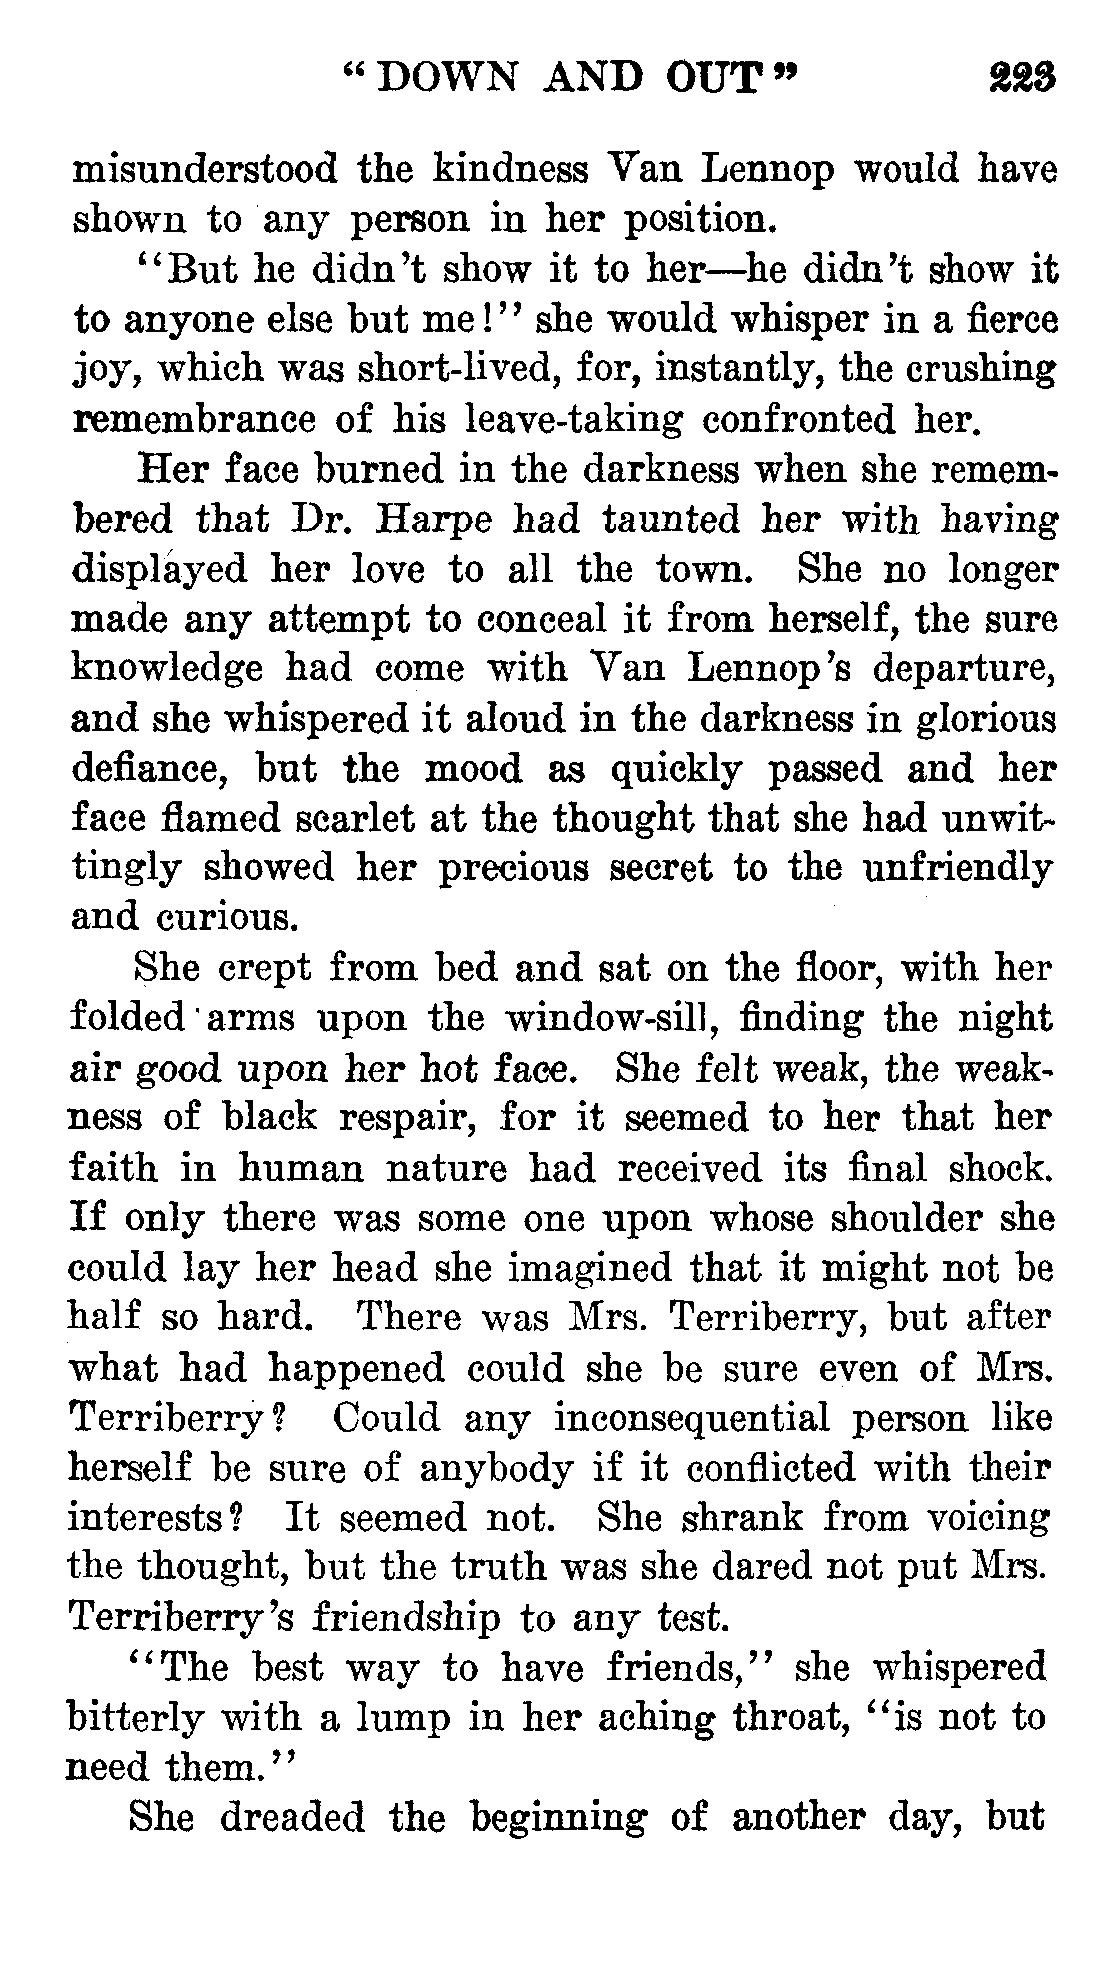 “DOWN AND OUT” 223
misunderstood the kindness Van Lennop would have
shown to any person in her position.
“But he didn’t show it to her—he didn’t show it
to anyone else but me!” she would whisper in a fierce
joy, which was short-lived, for, instantly, the crushing
remembrance of his leave-taking confronted her.
Her face burned in the darkness when she remem-
bered that Dr. Harpe had taunted her with having
displayed her love to all the town. She no longer
made any attempt to conceal it from herself, the sure
knowledge had come with Van Lennop’s departure,
and she whispered it aloud in the darkness in glorious
defiance, but the mood as quickly passed and her
face flamed scarlet at the thought that she had unwit-
tingly showed her precious secret to the unfriendly
and curious.
She crept from bed and sat on the floor, with her
folded arms upon the window-sill, finding the night
air good upon her hot face. She felt weak, the weak-
ness of black respair, for it seemed to her that her
faith in human nature had received its final shock.
If only there was some one upon whose shoulder she
could lay her head she imagined that it might not be
half so hard. There was Mrs. Terriberry, but after
what had happened could she be sure even of Mrs.
Terriberry? Could any inconsequential person like
herself be sure of anybody if it conflicted with their
interests? It seemed not. She shrank from voicing
the thought, but the truth was she dared not put Mrs.
Terriberry’s friendship to any test.
“The best way to have friends,” she whispered
bitterly with a lump in her aching throat, “is not to
need them.”
She dreaded the beginning of another day, but